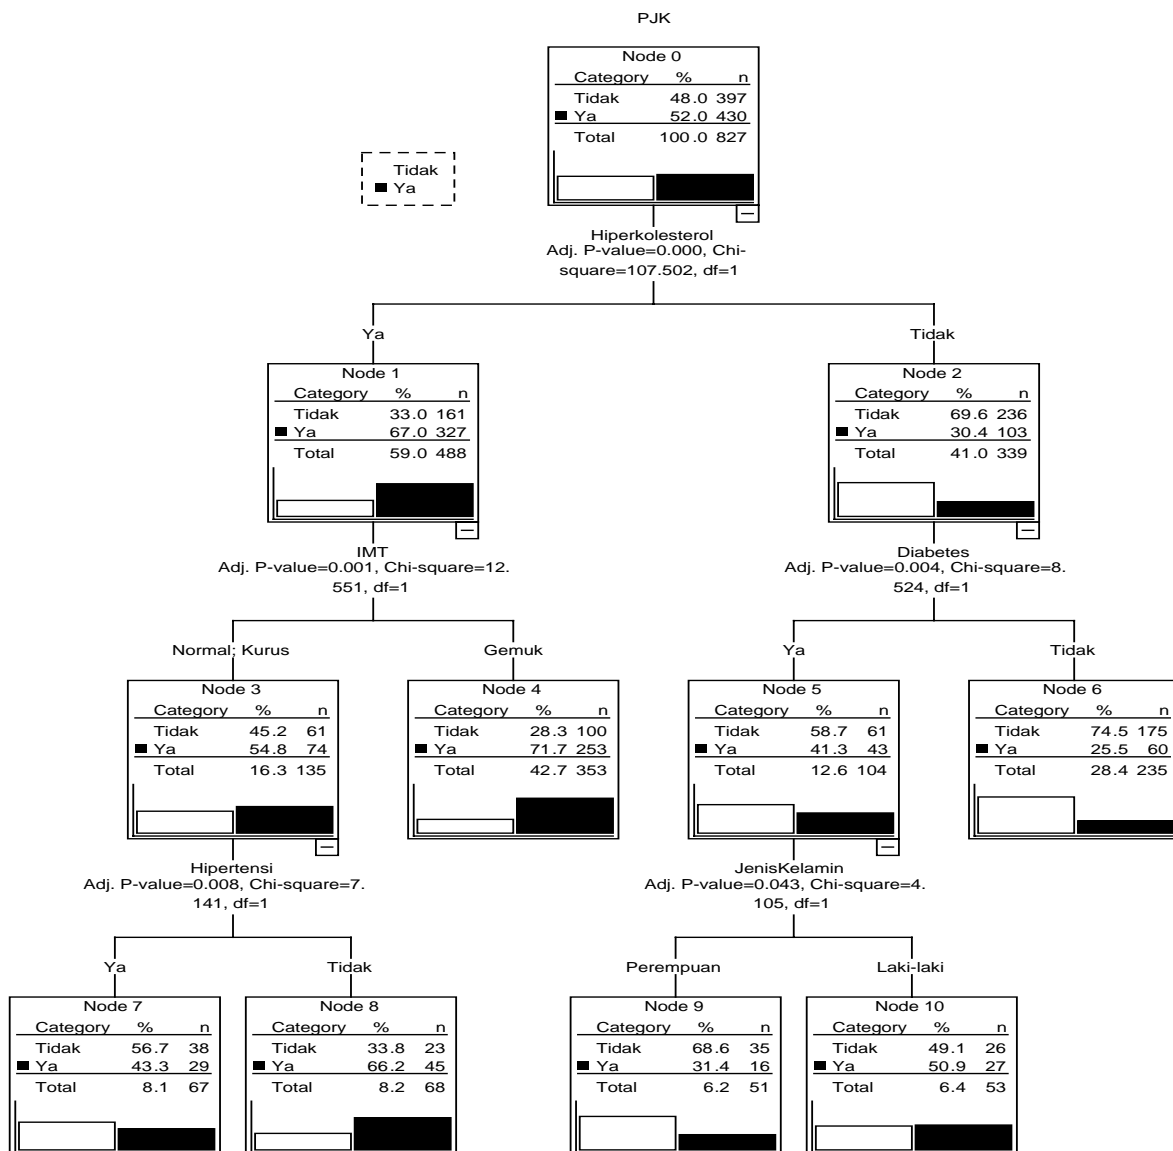 PJK
Node 0
Category % n
Tidak 48.0 397
Ya 52.0 430
Total 100.0 827
Tidak
Ya
Hiperkolesterol
Adj. P-value=0.000, Chi-
square=107.502, df=1
Ya
Tidak
Node 1
Category % n
Tidak 33.0 161
Ya 67.0 327
Total 59.0 488
Node 2
Category % n
Tidak 69.6 236
Ya 30.4 103
Total 41.0 339
IMT
Adj. P-value=0.001, Chi-square=12.
551, df=1
Diabetes
Adj. P-value=0.004, Chi-square=8.
524, df=1
Normal; Kurus
Gemuk
Ya
Tidak
Node 3
Category % n
Tidak 45.2 61
Ya 54.8 74
Total 16.3 135
Node 4
Category % n
Tidak 28.3 100
Ya 71.7 253
Total 42.7 353
Node 5
Category % n
Tidak 58.7 61
Ya 41.3 43
Total 12.6 104
Node 6
Category % n
Tidak 74.5 175
Ya 25.5 60
Total 28.4 235
Hipertensi
Adj. P-value=0.008, Chi-square=7.
141, df=1
JenisKelamin
Adj. P-value=0.043, Chi-square=4.
105, df=1
Ya
Tidak
Perempuan
Laki-laki
Node 7
Category % n
Tidak 56.7 38
Ya 43.3 29
Total 8.1 67
Node 8
Category % n
Tidak 33.8 23
Ya 66.2 45
Total 8.2 68
Node 9
Category % n
Tidak 68.6 35
Ya 31.4 16
Total 6.2 51
Node 10
Category % n
Tidak 49.1 26
Ya 50.9 27
Total 6.4 53